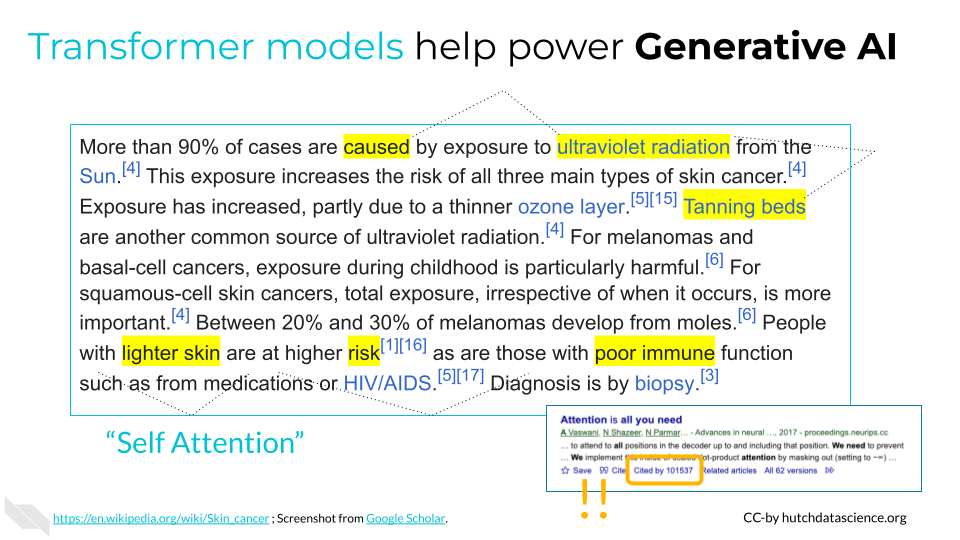 Transformer models help power Generative AI
More than 90% of cases are caused by exposure to ultraviolet radiation from the
Sun.[4] This exposure increases the risk of all three main types of skin cancer.[4]
Exposure has increased, partly due to a thinner ozone layer.[5][15] Tanning beds
are another common source of ultraviolet radiation.[4] For melanomas and
basal-cell cancers, exposure during childhood is particularly harmful.[6] For
squamous-cell skin cancers, total exposure, irrespective of when it occurs, is more
important.[4] Between 20% and 30% of melanomas develop from moles.[6] People
with lighter skin are at higher risk[1][16] as are those with poor immune function
such as from medications or HIV/AIDS.[5][17] Diagnosis is by biopsy.[3]
“Self Attention”
Attention is all you need
A Vaswani, N Shazeer, N Parmar… - Advances in neural …, 2017 - proceedings.neurips.cc
… to attend to all positions in the decoder up to and including that position. We need to prevent
… We implement this inside of scaled dot-product attention by masking out (setting to −∞) …
Save Cite Cited by 101537 Related articles All 62 versions
!!
https://en.wikipedia.org/wiki/Skin_cancer ; Screenshot from Google Scholar.
CC-by hutchdatascience.org